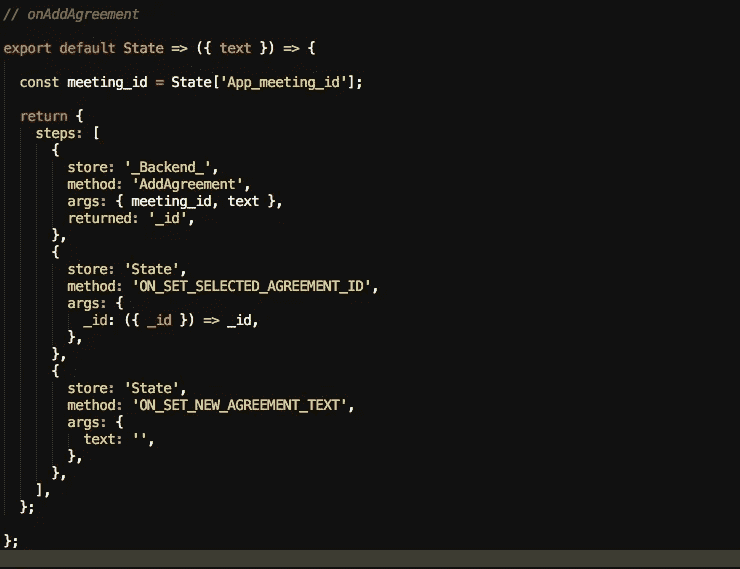 // onAddAgreement
export default State => ({ text }) => {
const meeting_id = State['App_meeting_id'];
return {
steps: [
{
store: '_Backend_',
method: 'AddAgreement',
args: { meeting_id, text },
returned: '_id',
},
{
store: 'State',
method: 'ON_SET_SELECTED_AGREEMENT_ID',
args: {
_id: ({ _id }) => _id,
},
},
{
store: 'State',
method: 'ON_SET_NEW_AGREEMENT_TEXT',
args: {
text: '',
},
},
],
};
};